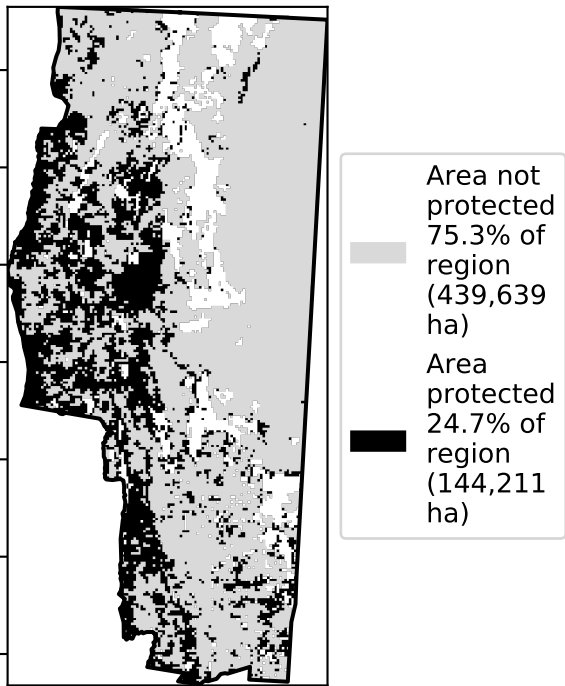 Area not
protected
75.3% of
region
(439,639
ha)
Area
protected
24.7% of
region
(144,211
ha)